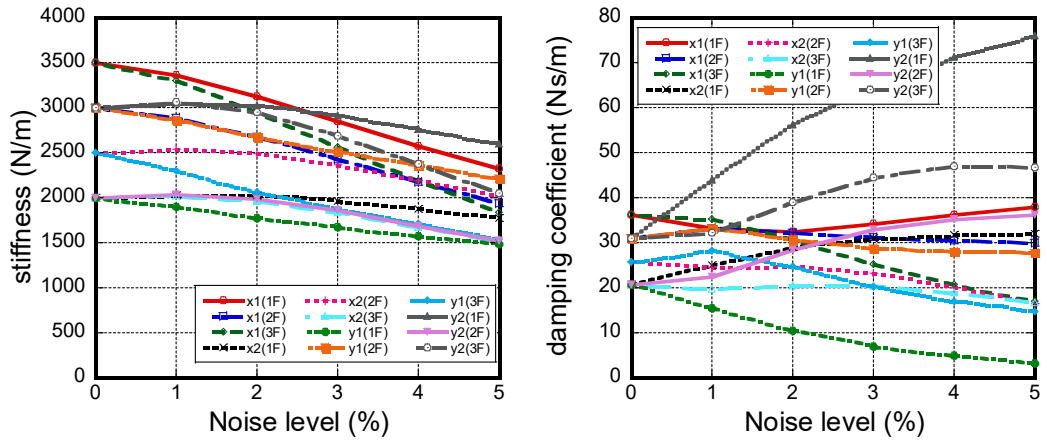 4000
3500
3000
2500
2000
1500
1000
500
0
stiffness (N/m)
x1(1F) x2(2F) y1(3F)
x1(2F) x2(3F) y2(1F)
x1(3F) y1(1F) y2(2F)
x2(1F) y1(2F) y2(3F)
0 1 2 3 4 5
Noise level (%)
80
70
60
50
40
30
20
10
0
damping coefficient (Ns/m)
x1(1F) x2(2F) y1(3F)
x1(2F) x2(3F) y2(1F)
x1(3F) y1(1F) y2(2F)
x2(1F) y1(2F) y2(3F)
0 1 2 3 4 5
Noise level (%)